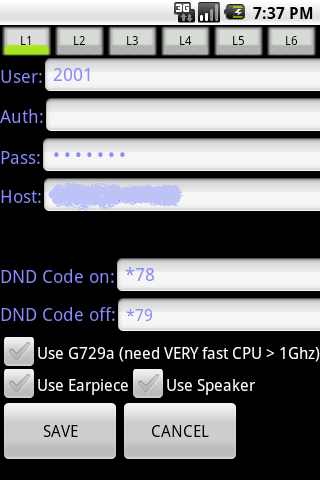 3G 7:37 PM
L1 L2 L3 L4 L5 L6
User: 2001
Auth:
Pass: •••••••
Host:
DND Code on: *78
DND Code off: *79
Use G729a (need VERY fast CPU > 1Ghz)
Use Earpiece Use Speaker
SAVE CANCEL